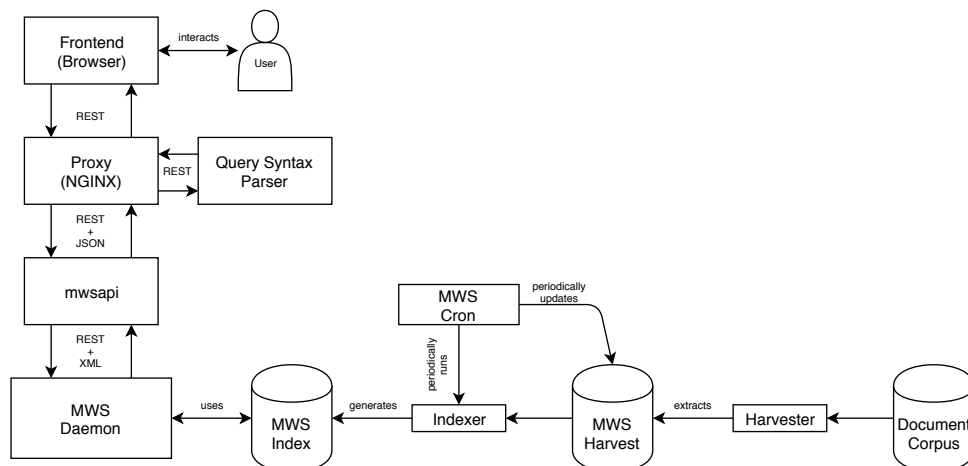 Frontend
(Browser)
interacts
User
REST
Proxy
(NGINX)
REST
Query Syntax
Parser
REST
+
JSON
mwsapi
MWS
Cron
periodically
updates
REST
+
XML
periodically
runs
MWS
Daemon
uses
MWS
Index
generates
Indexer
MWS
Harvest
extracts
Harvester
Document
Corpus